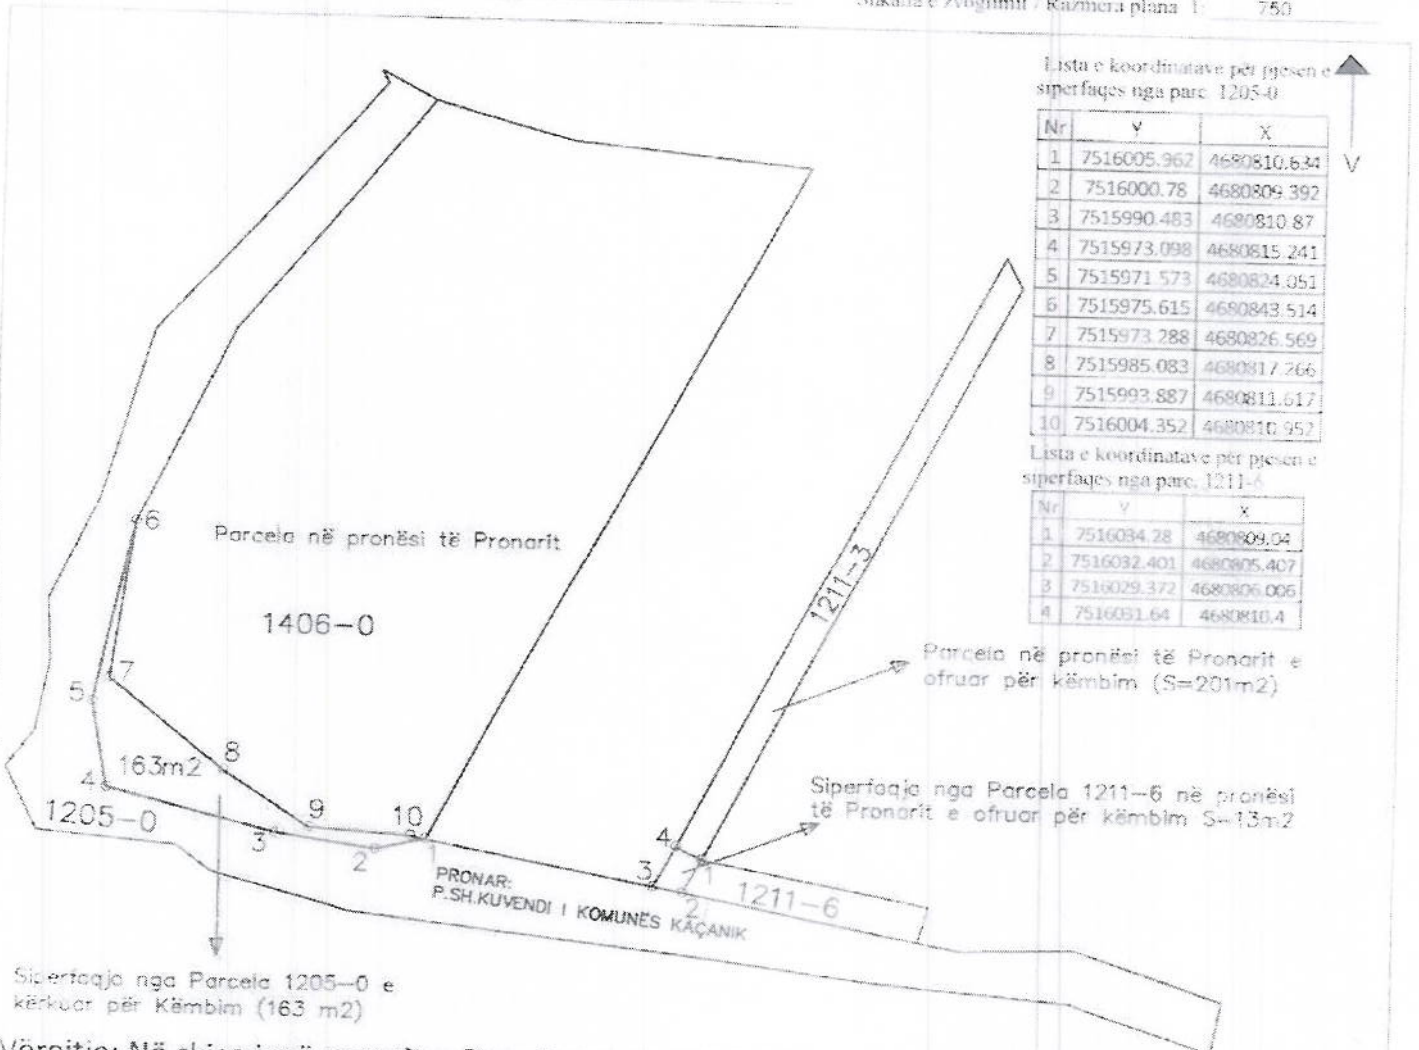 Shkalla e zvoglimit / Razmera plana 1: 750
Lista e koordinatave për pjesen e
siperfaqes nga parc. 1205-0
Nr Y X
1 7516005.962 4680810.634
2 7516000.78 4680809.392
3 7515990.483 4680810.87
4 7515973.098 4680815.241
5 7515971.573 4680824.051
6 7515975.615 4680843.514
7 7515973.288 4680826.569
8 7515985.083 4680817.266
9 7515993.887 4680811.617
10 7516004.352 4680810.952
V
Lista e koordinatave për pjesen e
siperfaqes nga parc. 1211-6
Nr Y X
1 7516034.28 4680809.04
2 7516032.401 4680805.407
3 7516029.372 4680806.006
4 7516031.64 4680810.4
6
Parcela në pronësi të Pronarit
1406-0
1211-3
Parcela në pronësi të Pronarit e
ofruar për këmbim (S=201m2)
7
5
8
163m2
4
1205-0
9
10
3
2
1
Siperfaqja nga Parcela 1211-6 në pronësi
të Pronarit e ofruar për këmbim S=13m2
4
3
1
2
1211-6
PRONAR:
P.SH.KUVENDI I KOMUNËS KAÇANIK
Siperfaqja nga Parcela 1205-0 e
kërkuar për Këmbim (163 m2)